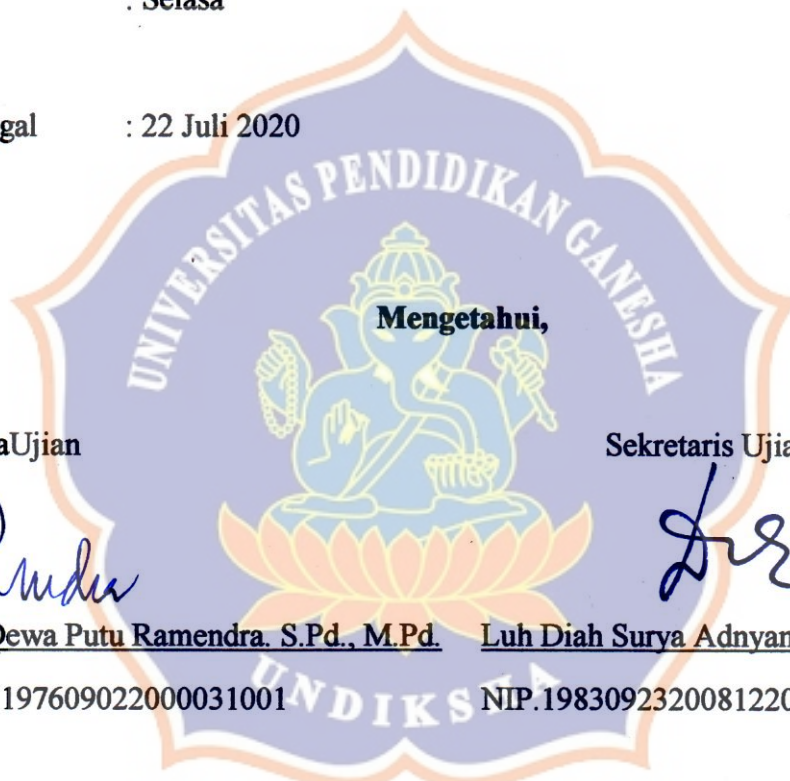 : Selasa
gal : 22 Juli 2020
UNIVERSITAS PENDIDIKAN GANESHA
Mengetahui,
aUjian Sekretaris Ujia
Dewa Putu Ramendra. S.Pd., M.Pd. Luh Diah Surya Adnyan
197609022000031001 NIP.1983092320081220
UNDIKSHA